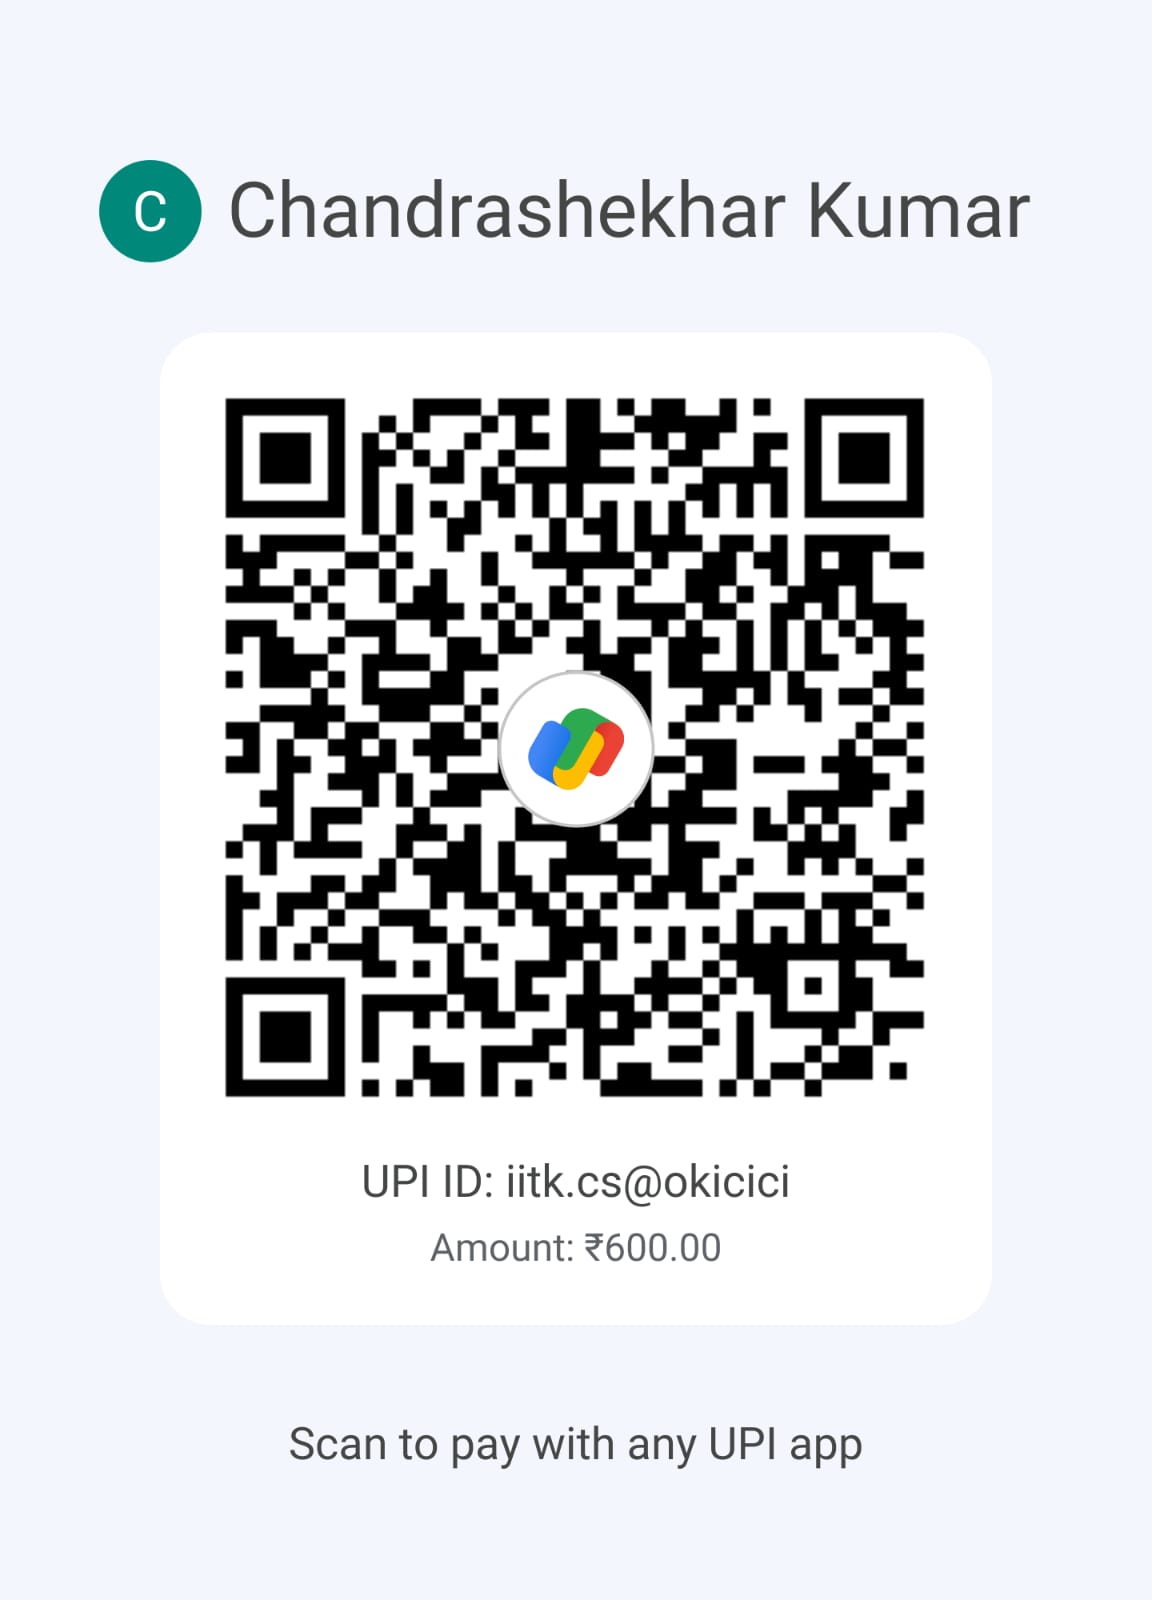 C
Chandrashekhar Kumar
UPI ID: iitk.cs@okicici
Amount: ₹600.00
Scan to pay with any UPI app